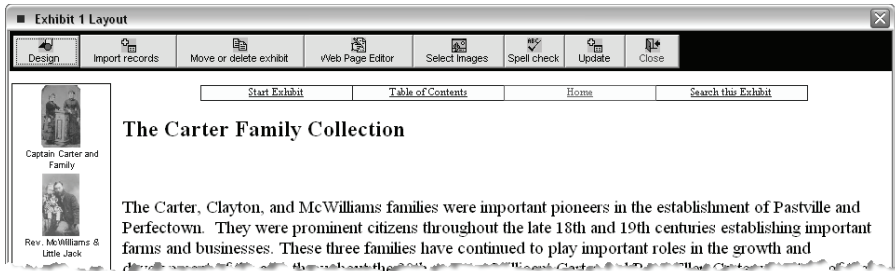 Exhibit 1 Layout
Design Import records Move or delete exhibit Web Page Editor Select Images Spell check Update Close
Start Exhibit Table of Contents Home Search this Exhibit
Captain Carter and
Family
Rev. McWilliams &
Little Jack
The Carter Family Collection
The Carter, Clayton, and McWilliams families were important pioneers in the establishment of Pastville and
Perfectown. They were prominent citizens throughout the late 18th and 19th centuries establishing important
farms and businesses. These three families have continued to play important roles in the growth and